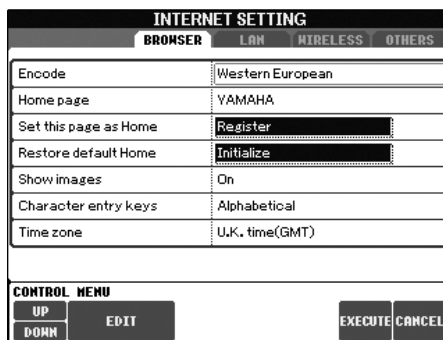 INTERNET SETTING
BROWSER LAN WIRELESS OTHERS
Encode Western European
Home page YAMAHA
Set this page as Home Register
Restore default Home Initialize
Show images On
Character entry keys Alphabetical
Time zone U.K. time(GMT)
CONTROL MENU
UP
EDIT EXECUTE CANCEL
DOWN